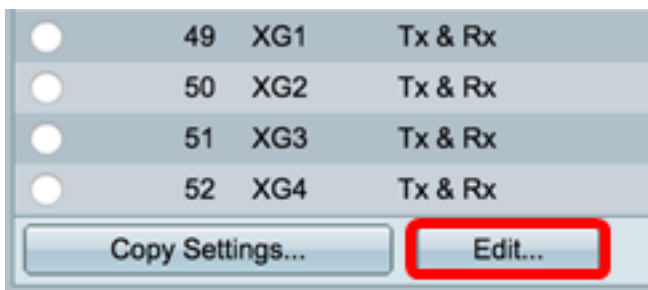 49 XG1 Tx & Rx
50 XG2 Tx & Rx
51 XG3 Tx & Rx
52 XG4 Tx & Rx
Copy Settings... Edit...